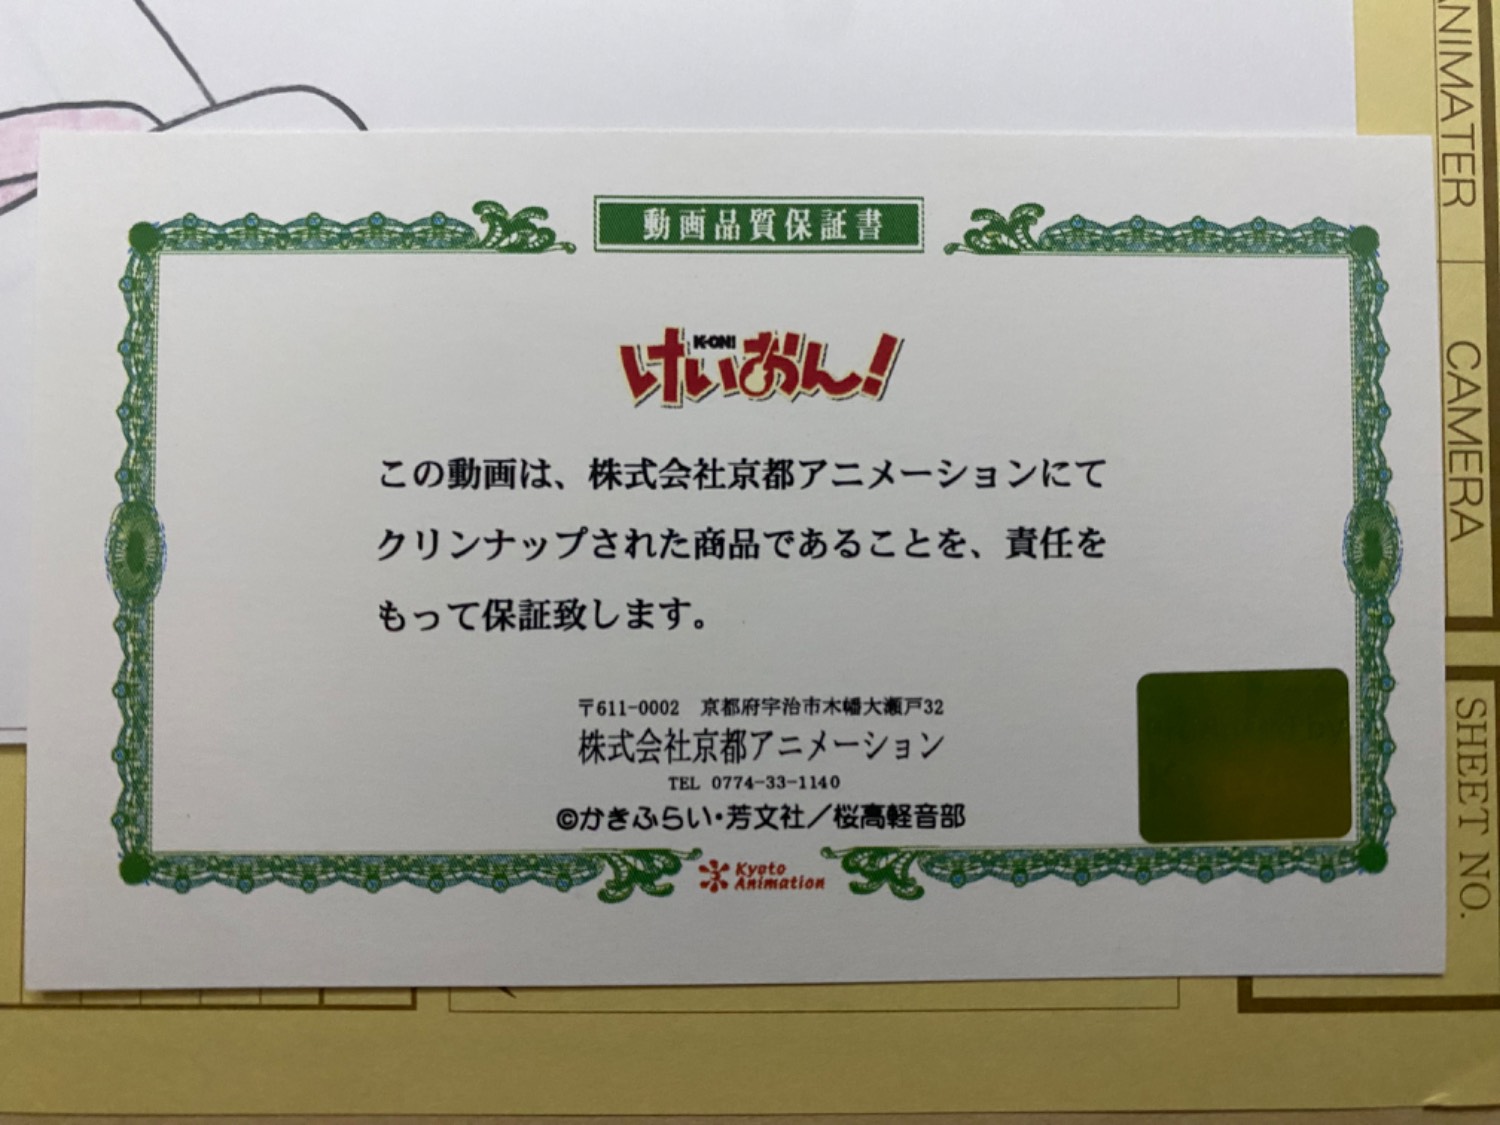 動画品質保証書
K-ON!
けいおん!
この動画は、株式会社京都アニメーションにて
クリンナップされた商品であることを、責任を
もって保証致します。
〒611-0002 京都府宇治市木幡大瀬戸32
株式会社京都アニメーション
TEL 0774-33-1140
©かきふらい・芳文社／桜高軽音部
Kyoto
Animation
ANIMATER
CAMERA
SHEET NO.